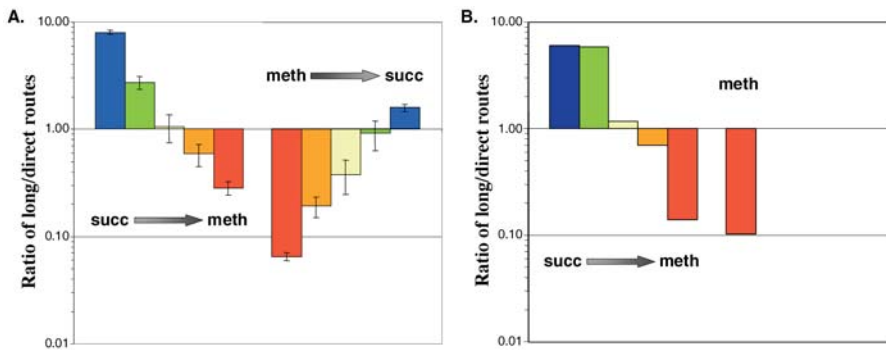 A.
Ratio of long/direct routes
10.00
1.00
0.10
0.01
meth succ
succ meth
B.
Ratio of long/direct routes
10.00
1.00
0.10
0.01
meth
succ meth